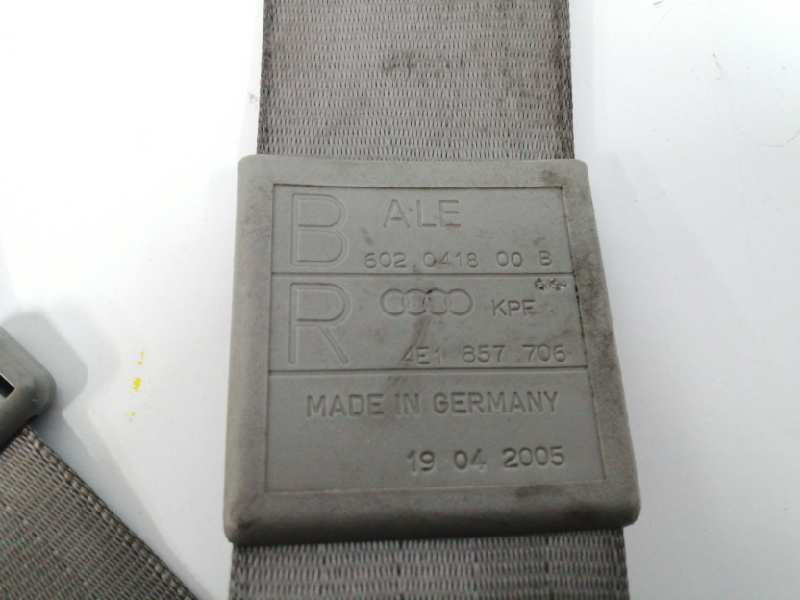 B ALE
602 0418 00 B
R KPF
4E1 857 706
MADE IN GERMANY
19 04 2005